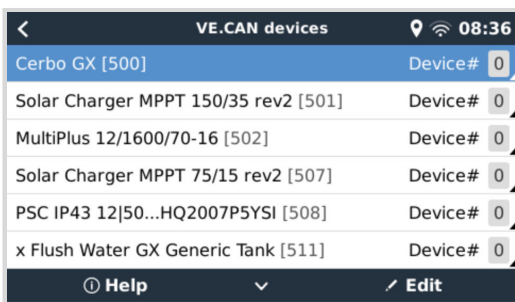 VE.CAN devices 08:36
Cerbo GX [500] Device# 0
Solar Charger MPPT 150/35 rev2 [501] Device# 0
MultiPlus 12/1600/70-16 [502] Device# 0
Solar Charger MPPT 75/15 rev2 [507] Device# 0
PSC IP43 12|50...HQ2007P5YSI [508] Device# 0
x Flush Water GX Generic Tank [511] Device# 0
Help Edit